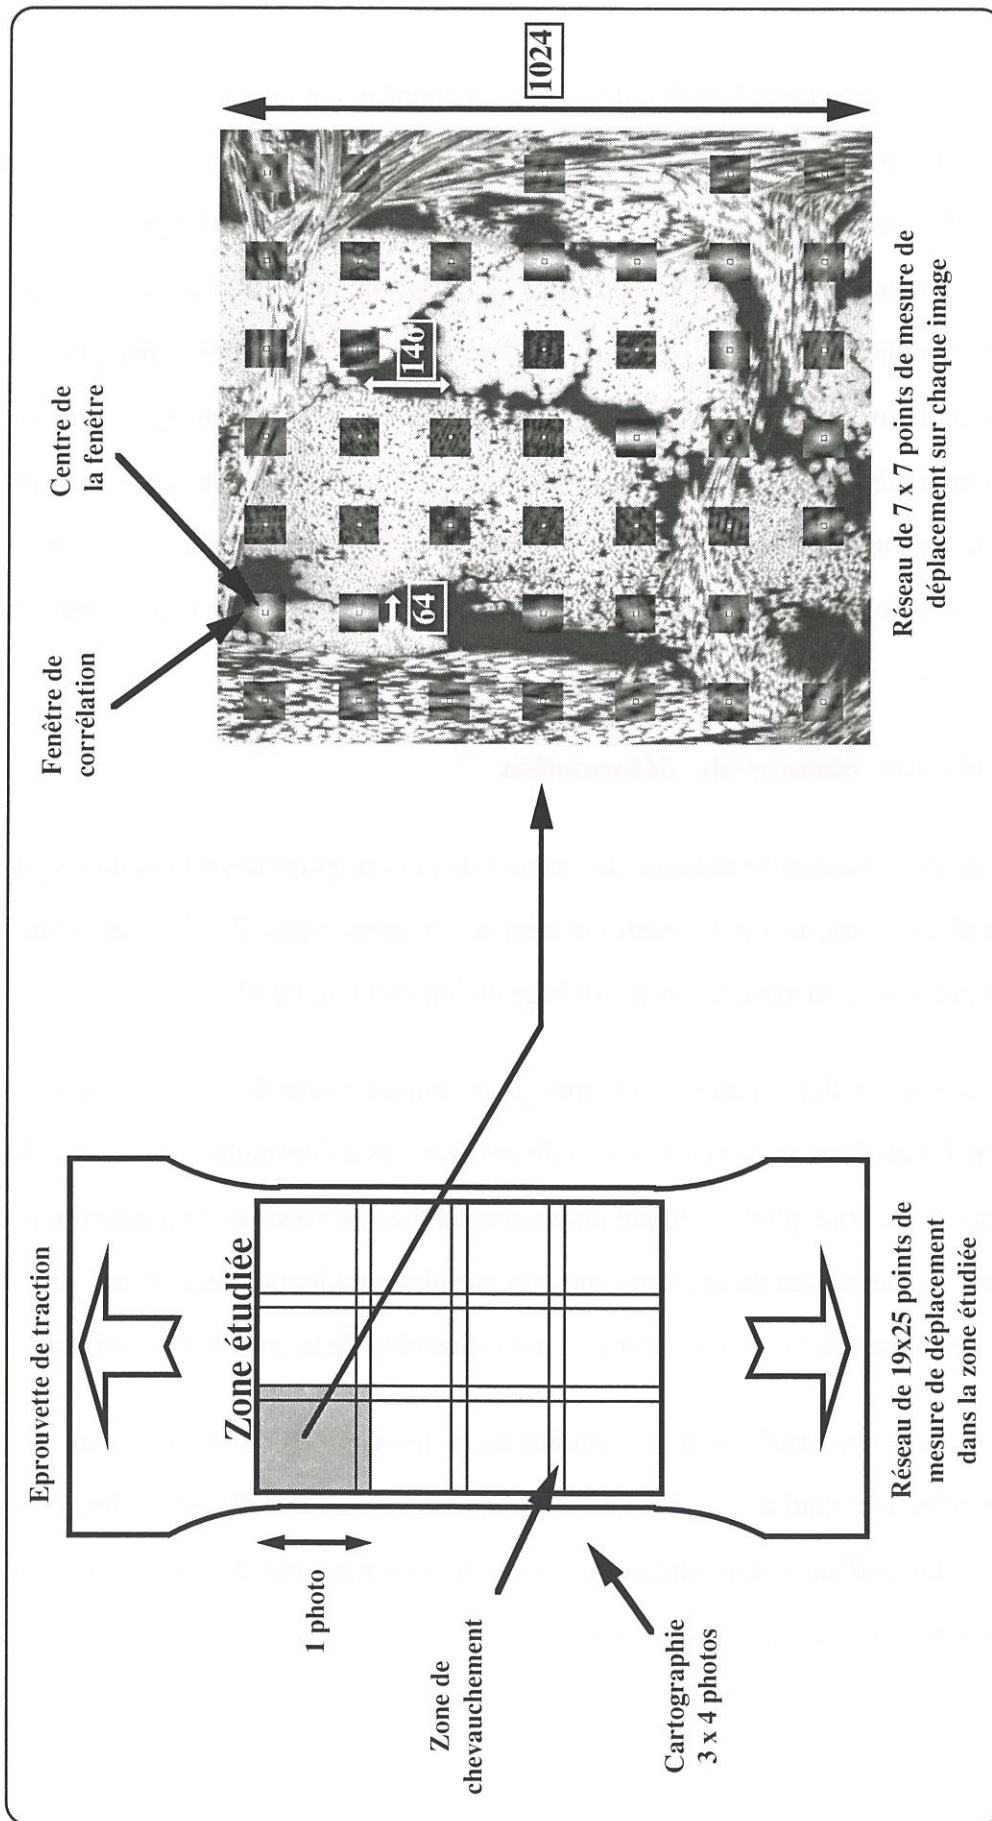 Eprouvette de traction
Zone étudiée
1 photo
Zone de
chevauchement
Cartographie
3 x 4 photos
Réseau de 19x25 points de
mesure de déplacement
dans la zone étudiée
Fenêtre de
corrélation
Centre de
la fenêtre
64
146
1024
Réseau de 7 x 7 points de mesure de
déplacement sur chaque image